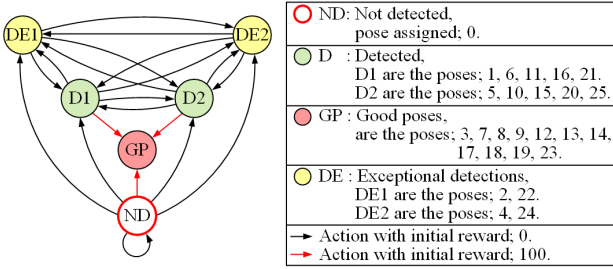 DE1
DE2
D1
D2
GP
ND
ND: Not detected,
pose assigned; 0.
D : Detected,
D1 are the poses; 1, 6, 11, 16, 21.
D2 are the poses; 5, 10, 15, 20, 25.
GP : Good poses,
are the poses; 3, 7, 8, 9, 12, 13, 14,
17, 18, 19, 23.
DE : Exceptional detections,
DE1 are the poses; 2, 22.
DE2 are the poses; 4, 24.
Action with initial reward; 0.
Action with initial reward; 100.